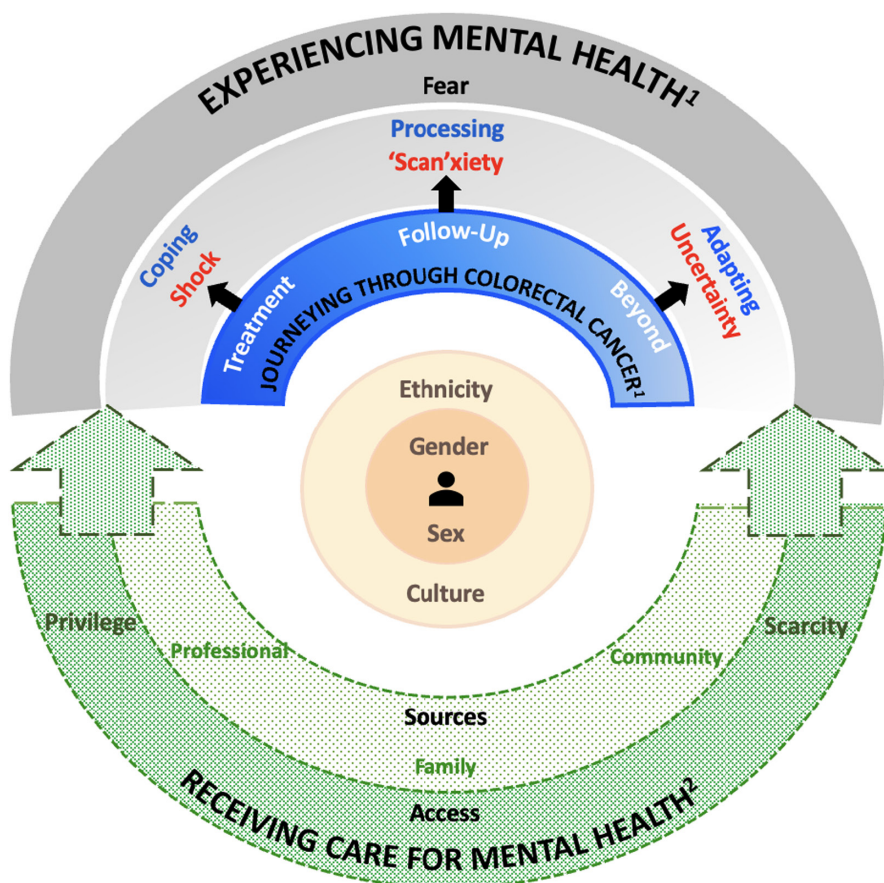 EXPERIENCING MENTAL HEALTH¹
Fear
Processing
‘Scan’xiety
Coping
Shock
Adapting
Uncertainty
Treatment
Follow-Up
Beyond
JOURNEYING THROUGH COLORECTAL CANCER¹
Ethnicity
Gender
Sex
Culture
Privilege
Scarcity
Professional
Community
Sources
Family
Access
RECEIVING CARE FOR MENTAL HEALTH²